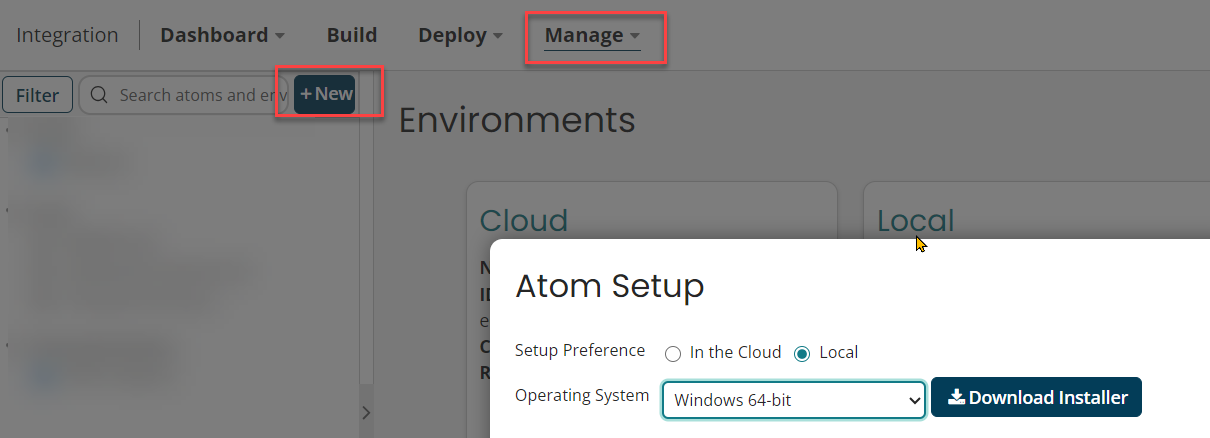 Integration Dashboard Build Deploy Manage
Filter Search atoms and env +New
Environments
Cloud Local
N
ID
e
C
R
Atom Setup
Setup Preference In the Cloud Local
Operating System Windows 64-bit Download Installer